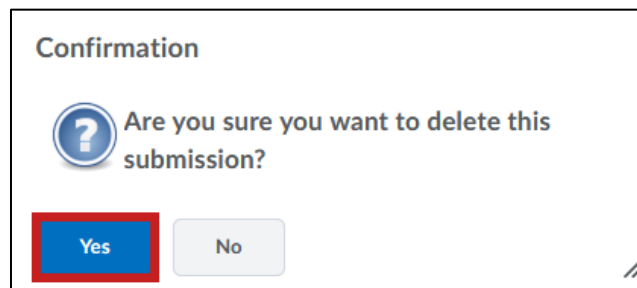 Confirmation
Are you sure you want to delete this
submission?
Yes
No